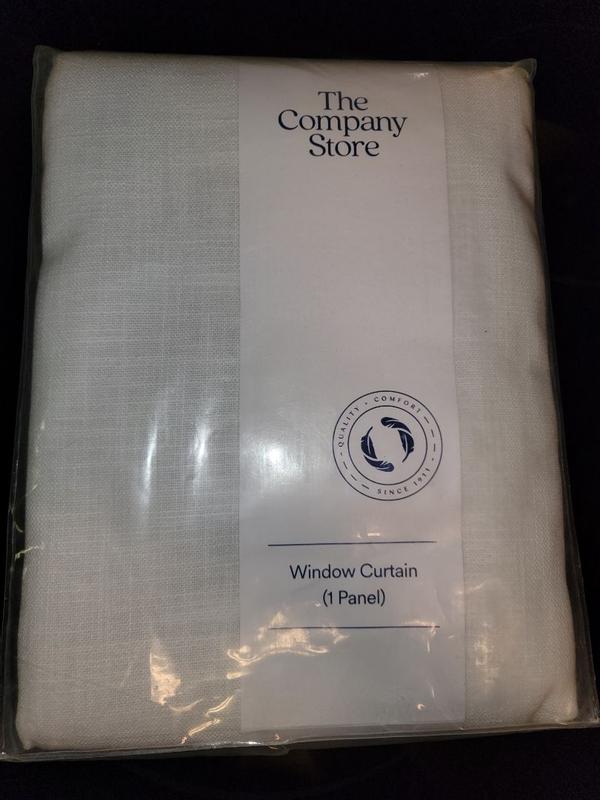 The
Company
Store
QUALITY • COMFORT
SINCE 1911
Window Curtain
(1 Panel)